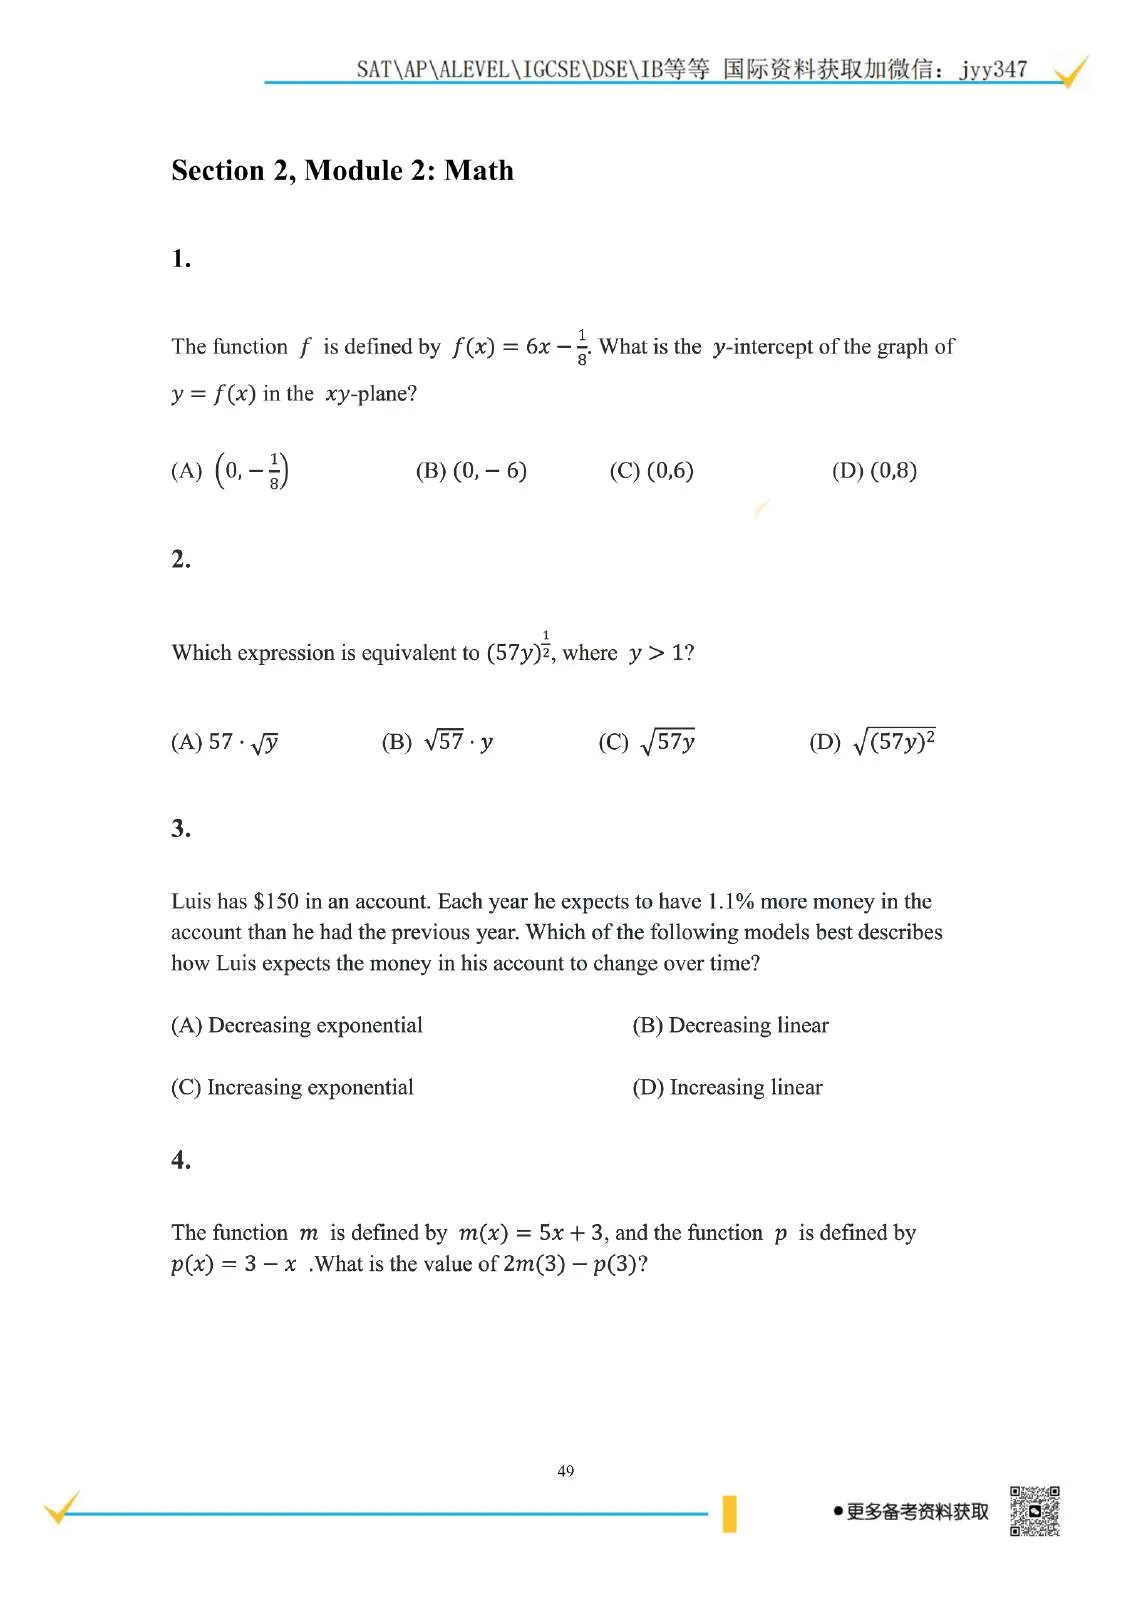 SAT\AP\ALEVEL\IGCSE\DSE\IB等等 国际资料获取加微信：jyy347
Section 2, Module 2: Math
1.
The function f is defined by f(x) = 6x − 1/8. What is the y-intercept of the graph of
y = f(x) in the xy-plane?
(A) (0, − 1/8) (B) (0, − 6) (C) (0,6) (D) (0,8)
2.
Which expression is equivalent to (57y)^(1/2), where y > 1?
(A) 57 · √y (B) √57 · y (C) √(57y) (D) √((57y)²)
3.
Luis has $150 in an account. Each year he expects to have 1.1% more money in the
account than he had the previous year. Which of the following models best describes
how Luis expects the money in his account to change over time?
(A) Decreasing exponential (B) Decreasing linear
(C) Increasing exponential (D) Increasing linear
4.
The function m is defined by m(x) = 5x + 3, and the function p is defined by
p(x) = 3 − x .What is the value of 2m(3) − p(3)?
49
●更多备考资料获取